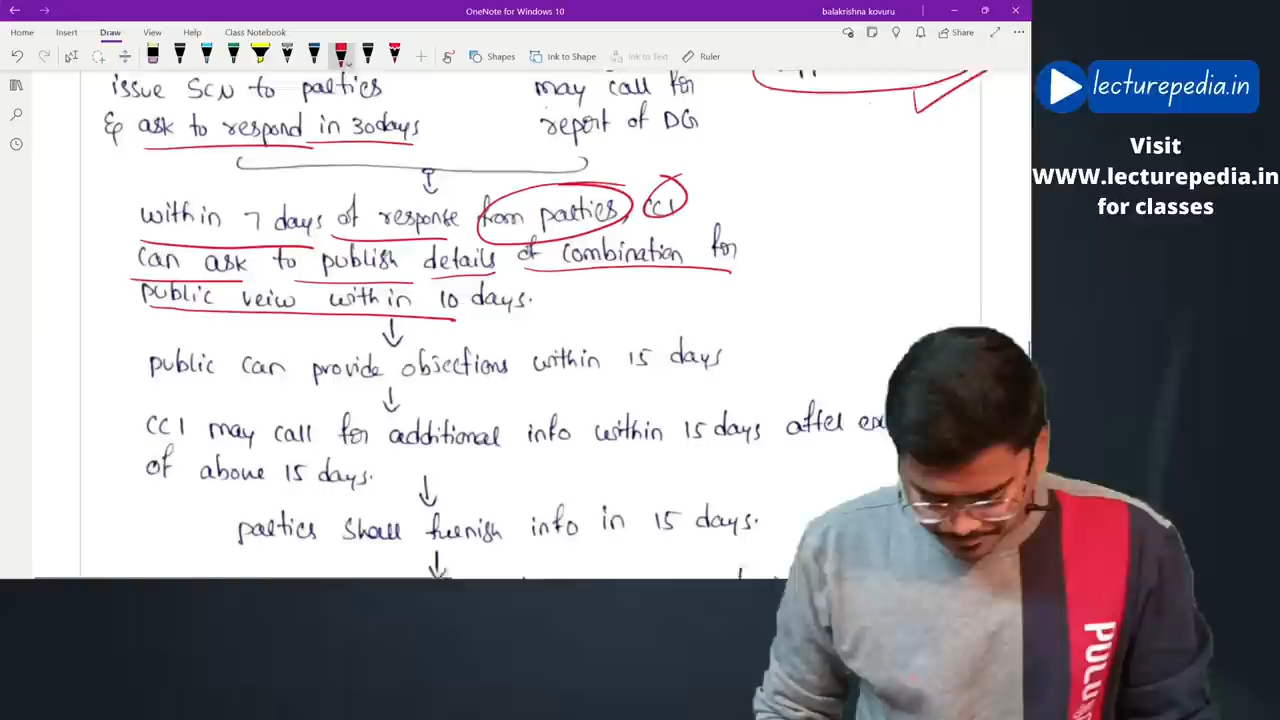 OneNote for Windows 10
balakrishna kovuru
Home Insert Draw View Help Class Notebook
Share
Shapes Ink to Shape Ink to Text Ruler
issue SCN to parties
may call for
& ask to respond in 30days
report of DG
within 7 days of response from parties, CCI
can ask to publish details of combination for
public veiw within 10 days.
public can provide objections within 15 days
CCI may call for additional info within 15 days after
of above 15 days.
parties shall furnish info in 15 days.
lecturepedia.in
Visit
WWW.lecturepedia.in
for classes